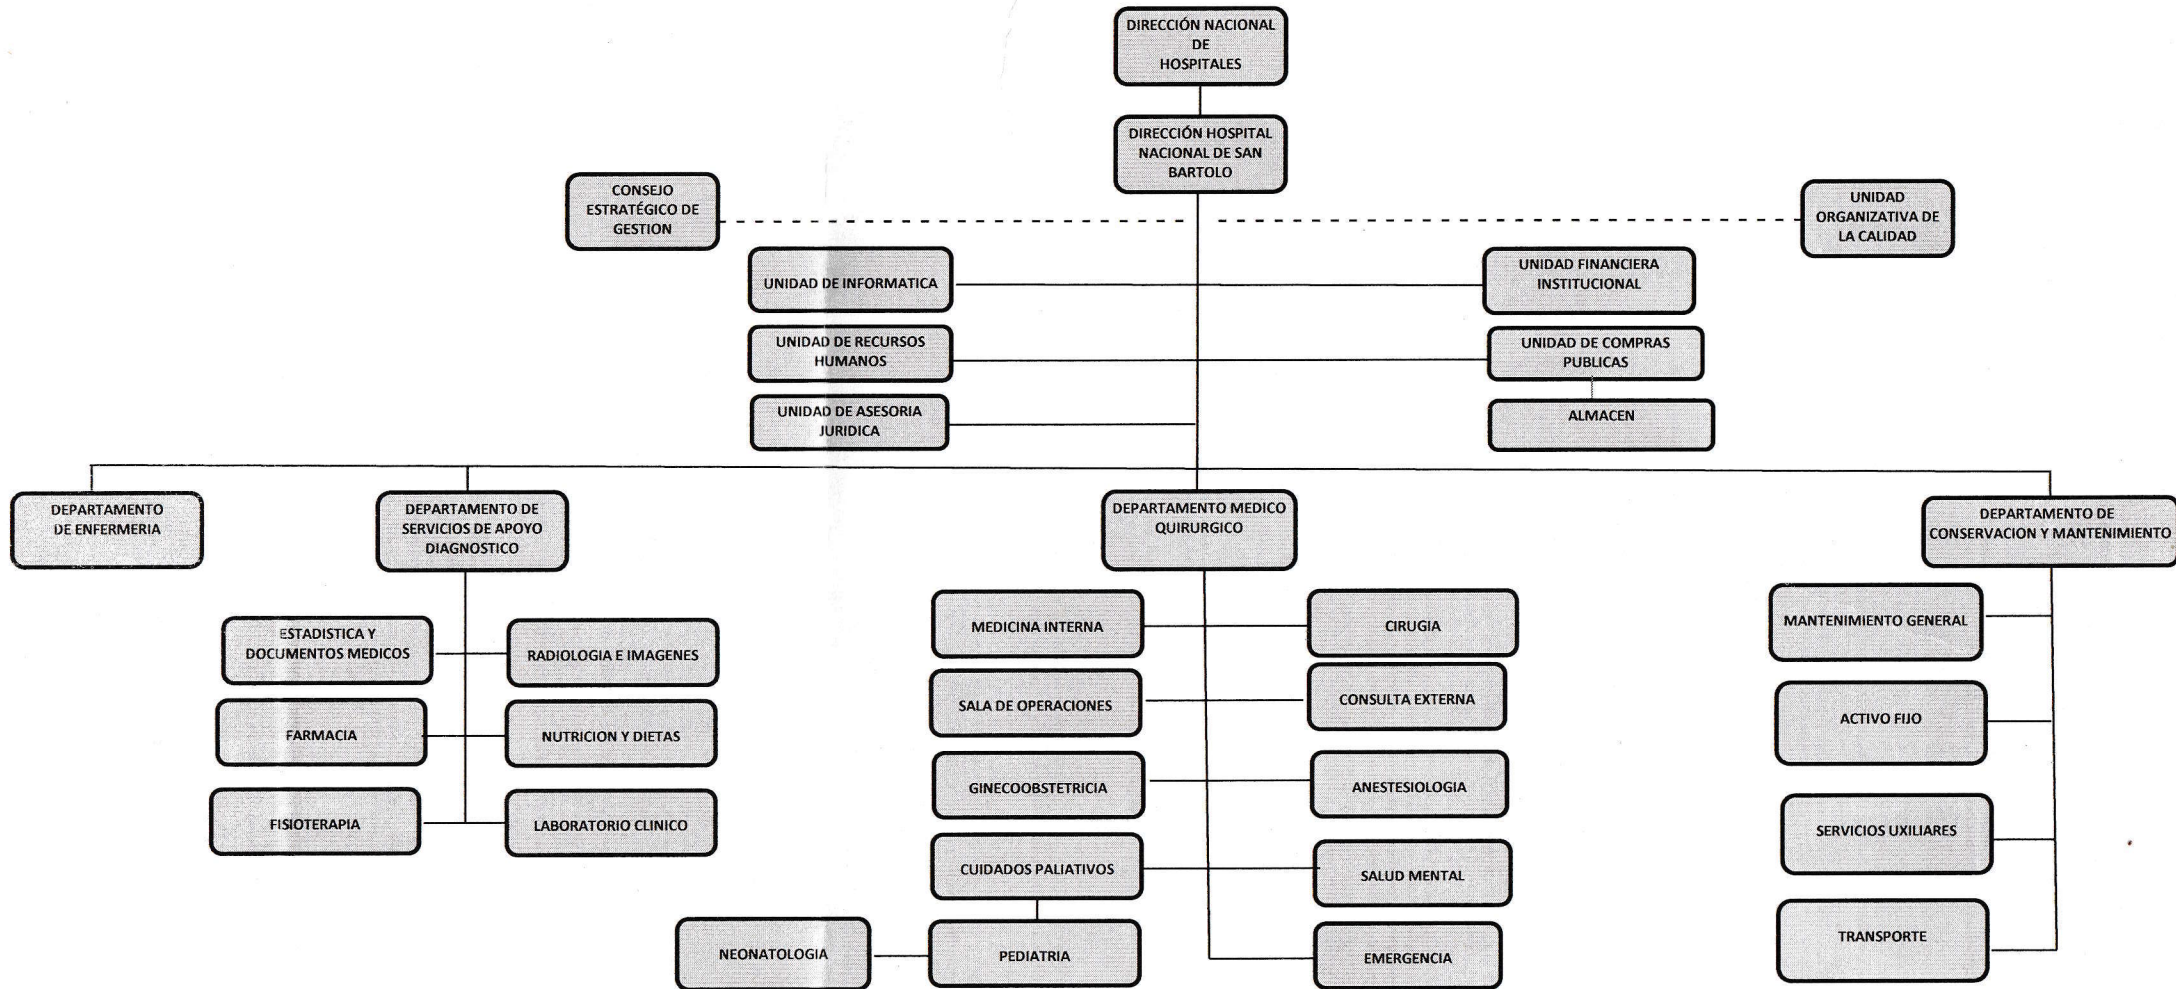 DIRECCIÓN NACIONAL
DE
HOSPITALES
DIRECCIÓN HOSPITAL
NACIONAL DE SAN
BARTOLO
CONSEJO
ESTRATÉGICO DE
GESTION
UNIDAD
ORGANIZATIVA DE
LA CALIDAD
UNIDAD DE INFORMATICA
UNIDAD FINANCIERA
INSTITUCIONAL
UNIDAD DE RECURSOS
HUMANOS
UNIDAD DE COMPRAS
PUBLICAS
UNIDAD DE ASESORIA
JURIDICA
ALMACEN
DEPARTAMENTO
DE ENFERMERIA
DEPARTAMENTO DE
SERVICIOS DE APOYO
DIAGNOSTICO
DEPARTAMENTO MEDICO
QUIRURGICO
DEPARTAMENTO DE
CONSERVACION Y MANTENIMIENTO
ESTADISTICA Y
DOCUMENTOS MEDICOS
RADIOLOGIA E IMAGENES
FARMACIA
NUTRICION Y DIETAS
FISIOTERAPIA
LABORATORIO CLINICO
MEDICINA INTERNA
CIRUGIA
SALA DE OPERACIONES
CONSULTA EXTERNA
GINECOOBSTETRICIA
ANESTESIOLOGIA
CUIDADOS PALIATIVOS
SALUD MENTAL
NEONATOLOGIA
PEDIATRIA
EMERGENCIA
MANTENIMIENTO GENERAL
ACTIVO FIJO
SERVICIOS UXILIARES
TRANSPORTE